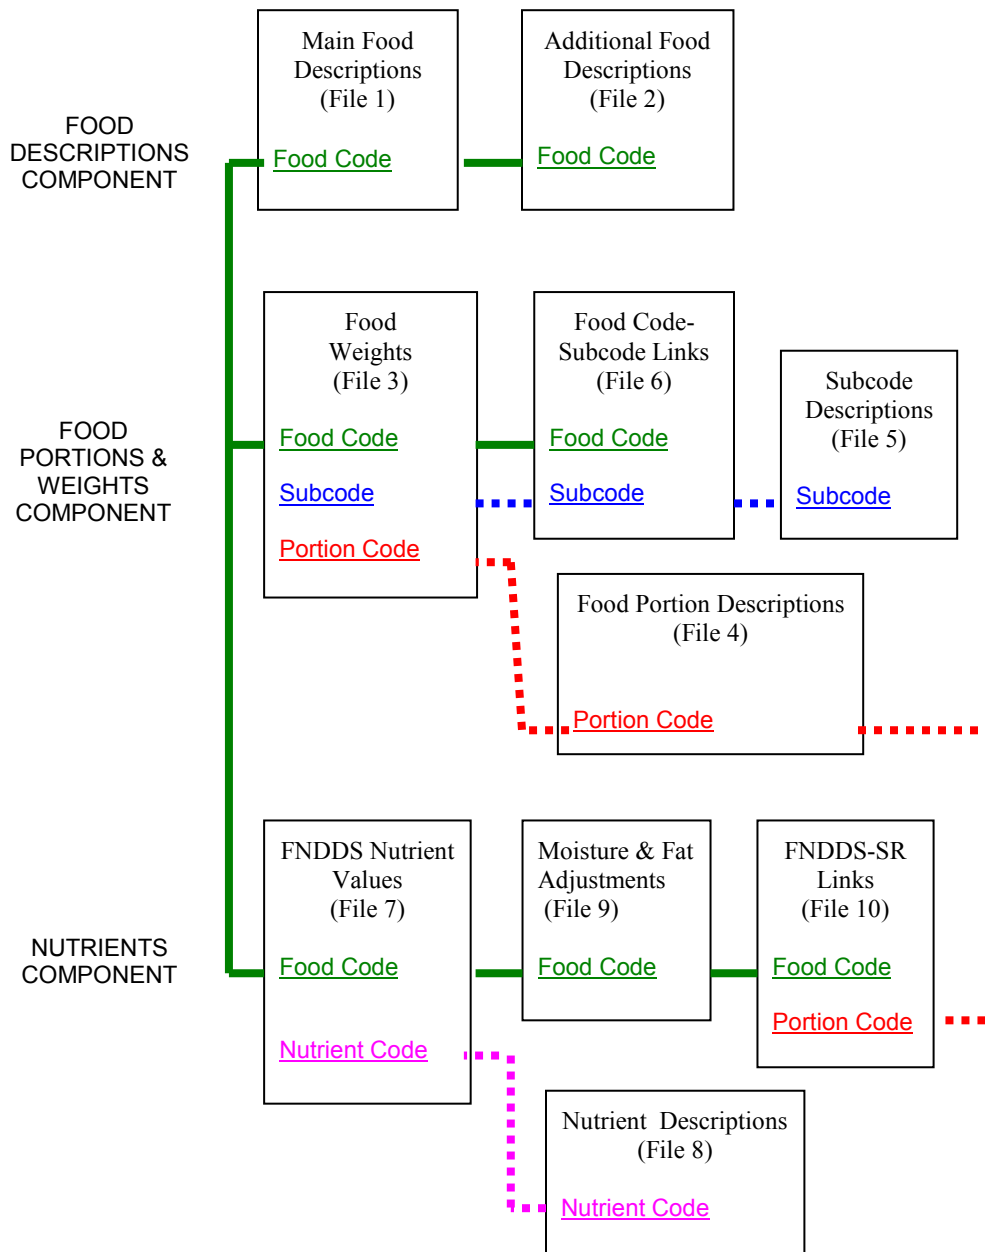 Main Food
Descriptions
(File 1)
Food Code
Additional Food
Descriptions
(File 2)
Food Code
FOOD
DESCRIPTIONS
COMPONENT
Food
Weights
(File 3)
Food Code
Subcode
Portion Code
Food Code-
Subcode Links
(File 6)
Food Code
Subcode
Subcode
Descriptions
(File 5)
Subcode
FOOD
PORTIONS &
WEIGHTS
COMPONENT
Food Portion Descriptions
(File 4)
Portion Code
FNDDS Nutrient
Values
(File 7)
Food Code
Nutrient Code
Moisture & Fat
Adjustments
(File 9)
Food Code
FNDDS-SR
Links
(File 10)
Food Code
Portion Code
NUTRIENTS
COMPONENT
Nutrient Descriptions
(File 8)
Nutrient Code